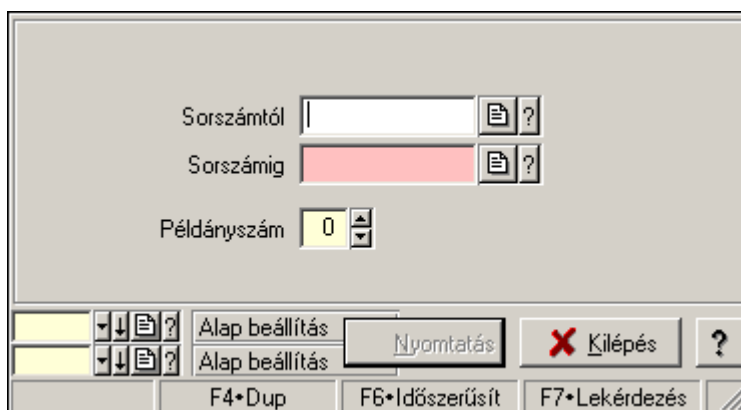 Sorszámtól ?
Sorszámig ?
Példányszám 0
? Alap beállítás
? Alap beállítás
Nyomtatás Kilépés ?
F4•Dup F6•Időszerűsít F7•Lekérdezés